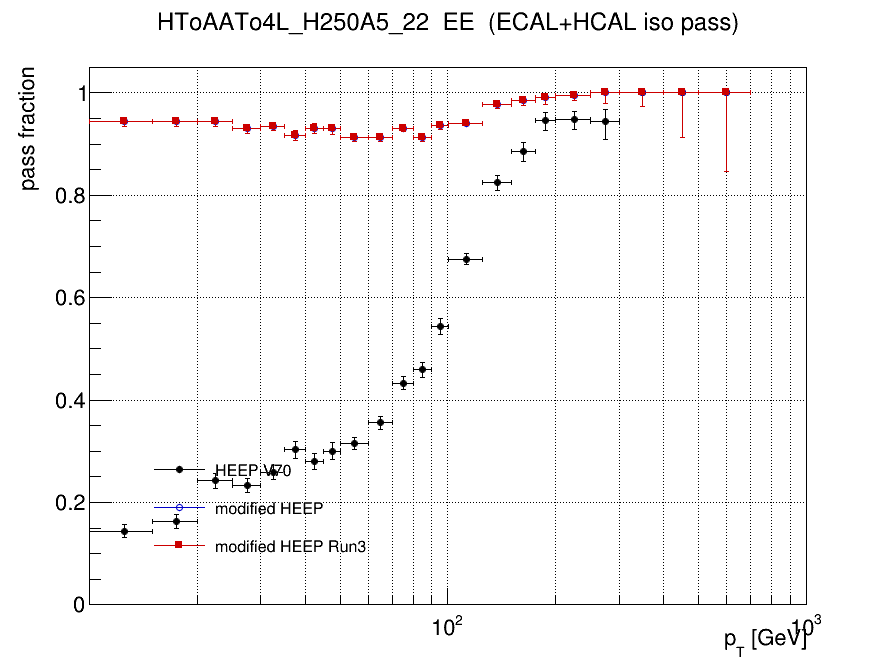 HToAATo4L_H250A5_22 EE (ECAL+HCAL iso pass)
pass fraction
1
0.8
0.6
0.4
0.2
0
HEEP V70
modified HEEP
modified HEEP Run3
10²
10³
p_T [GeV]